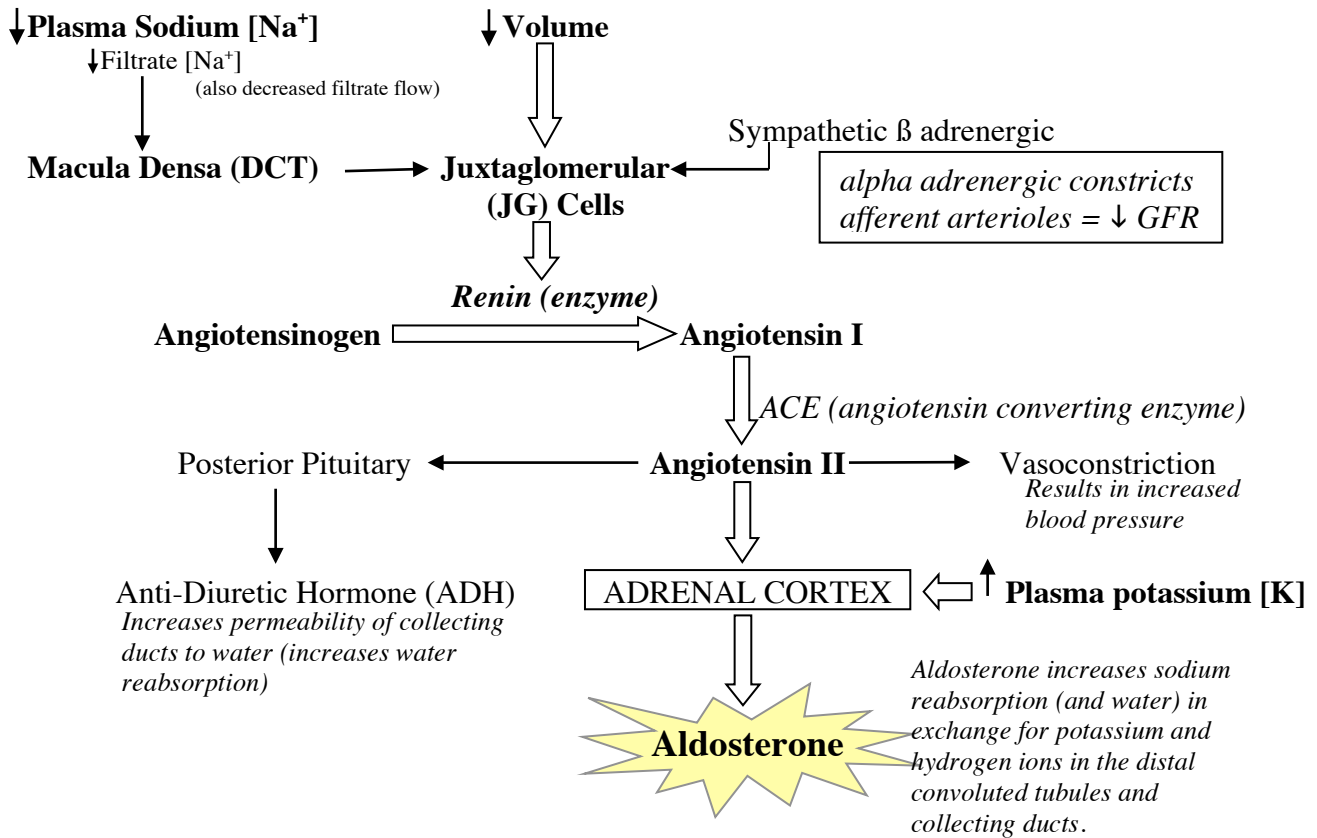 ↓Plasma Sodium [Na⁺]
↓Filtrate [Na⁺]
(also decreased filtrate flow)
↓ Volume
Sympathetic ß adrenergic
Macula Densa (DCT)
Juxtaglomerular
(JG) Cells
alpha adrenergic constricts
afferent arterioles = ↓ GFR
Renin (enzyme)
Angiotensinogen
Angiotensin I
ACE (angiotensin converting enzyme)
Posterior Pituitary
Angiotensin II
Vasoconstriction
Results in increased
blood pressure
Anti-Diuretic Hormone (ADH)
Increases permeability of collecting
ducts to water (increases water
reabsorption)
ADRENAL CORTEX
↑ Plasma potassium [K]
Aldosterone
Aldosterone increases sodium
reabsorption (and water) in
exchange for potassium and
hydrogen ions in the distal
convoluted tubules and
collecting ducts.